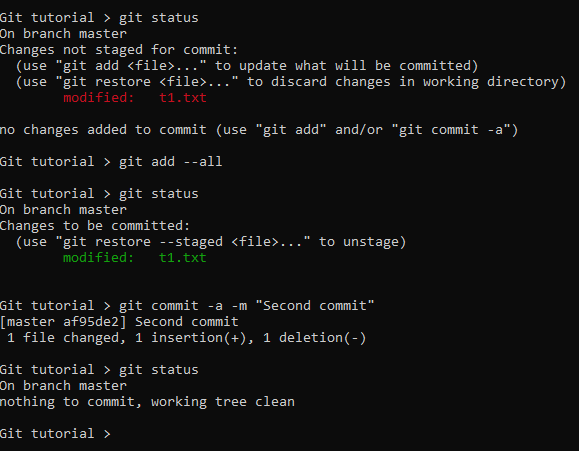 Git tutorial > git status
On branch master
Changes not staged for commit:
  (use "git add <file>..." to update what will be committed)
  (use "git restore <file>..." to discard changes in working directory)
        modified:   t1.txt

no changes added to commit (use "git add" and/or "git commit -a")

Git tutorial > git add --all

Git tutorial > git status
On branch master
Changes to be committed:
  (use "git restore --staged <file>..." to unstage)
        modified:   t1.txt


Git tutorial > git commit -a -m "Second commit"
[master af95de2] Second commit
 1 file changed, 1 insertion(+), 1 deletion(-)

Git tutorial > git status
On branch master
nothing to commit, working tree clean

Git tutorial >